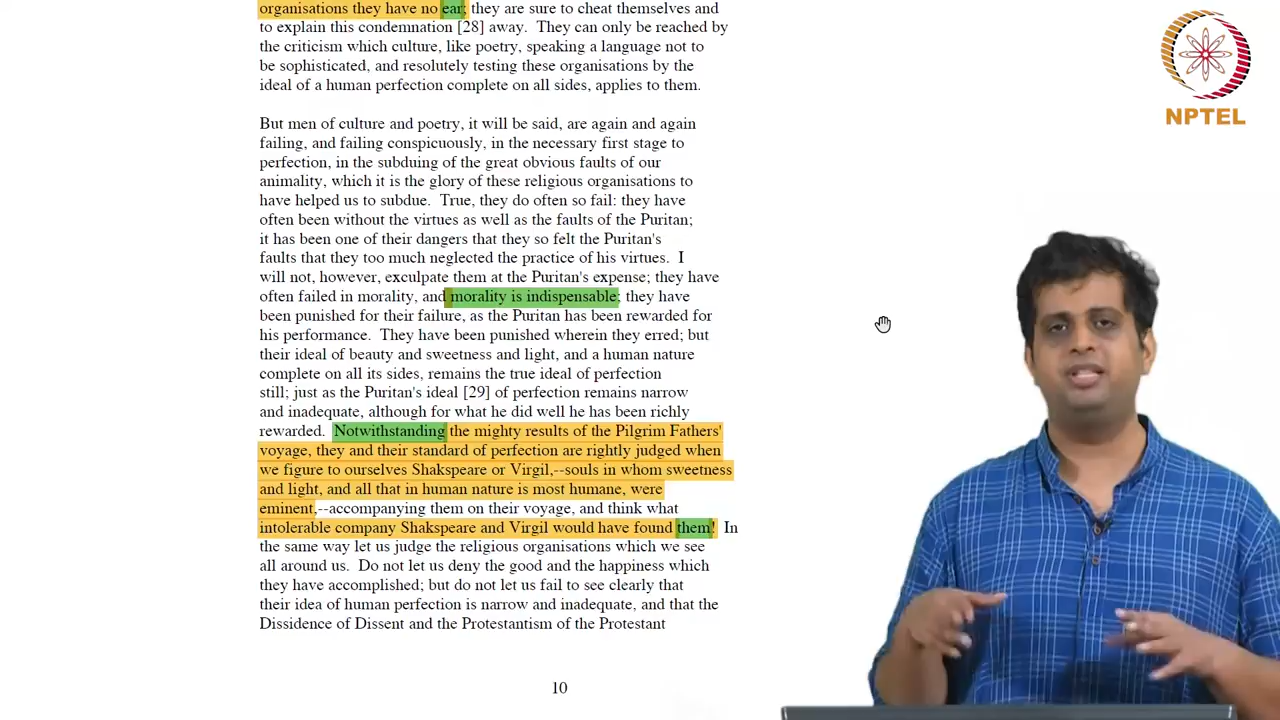 organisations they have no ear; they are sure to cheat themselves and
to explain this condemnation [28] away. They can only be reached by
the criticism which culture, like poetry, speaking a language not to
be sophisticated, and resolutely testing these organisations by the
ideal of a human perfection complete on all sides, applies to them.
But men of culture and poetry, it will be said, are again and again
failing, and failing conspicuously, in the necessary first stage to
perfection, in the subduing of the great obvious faults of our
animality, which it is the glory of these religious organisations to
have helped us to subdue. True, they do often so fail: they have
often been without the virtues as well as the faults of the Puritan;
it has been one of their dangers that they so felt the Puritan's
faults that they too much neglected the practice of his virtues. I
will not, however, exculpate them at the Puritan's expense; they have
often failed in morality, and morality is indispensable; they have
been punished for their failure, as the Puritan has been rewarded for
his performance. They have been punished wherein they erred; but
their ideal of beauty and sweetness and light, and a human nature
complete on all its sides, remains the true ideal of perfection
still; just as the Puritan's ideal [29] of perfection remains narrow
and inadequate, although for what he did well he has been richly
rewarded. Notwithstanding the mighty results of the Pilgrim Fathers'
voyage, they and their standard of perfection are rightly judged when
we figure to ourselves Shakspeare or Virgil,--souls in whom sweetness
and light, and all that in human nature is most humane, were
eminent,--accompanying them on their voyage, and think what
intolerable company Shakspeare and Virgil would have found them! In
the same way let us judge the religious organisations which we see
all around us. Do not let us deny the good and the happiness which
they have accomplished; but do not let us fail to see clearly that
their idea of human perfection is narrow and inadequate, and that the
Dissidence of Dissent and the Protestantism of the Protestant
10
NPTEL